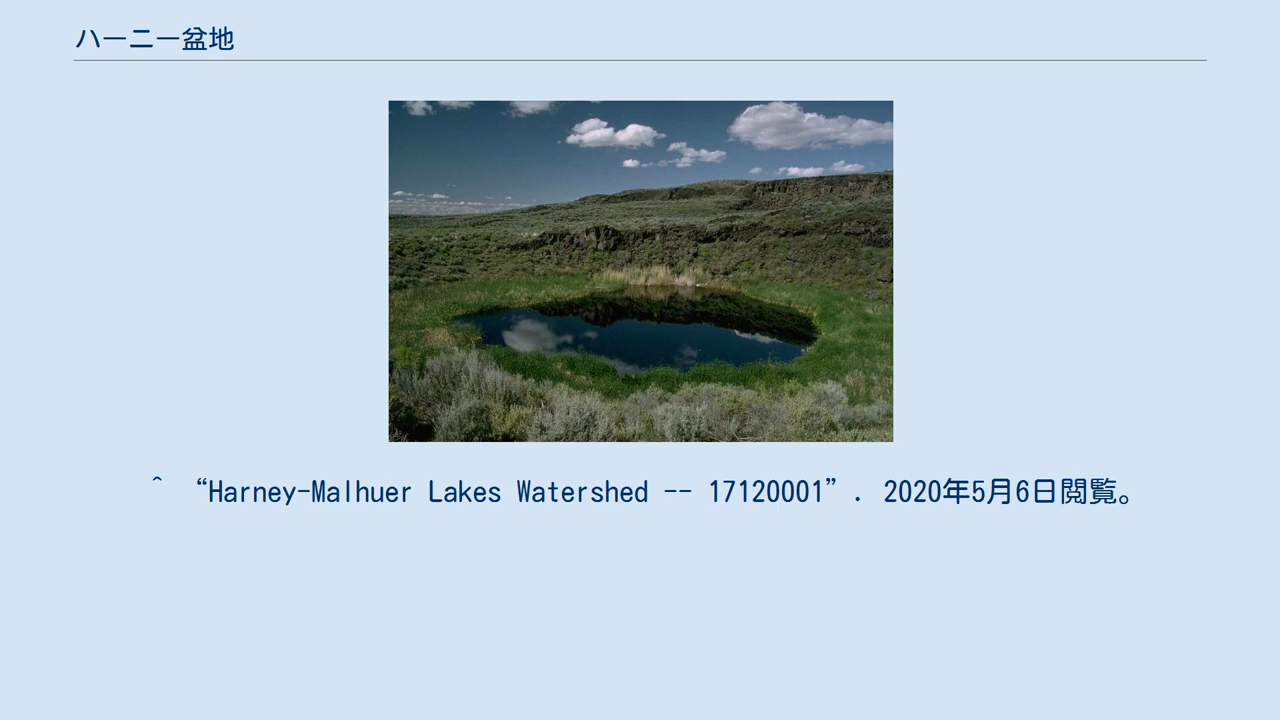 ハーニー盆地
^ “Harney-Malhuer Lakes Watershed -- 17120001”. 2020年5月6日閲覧。